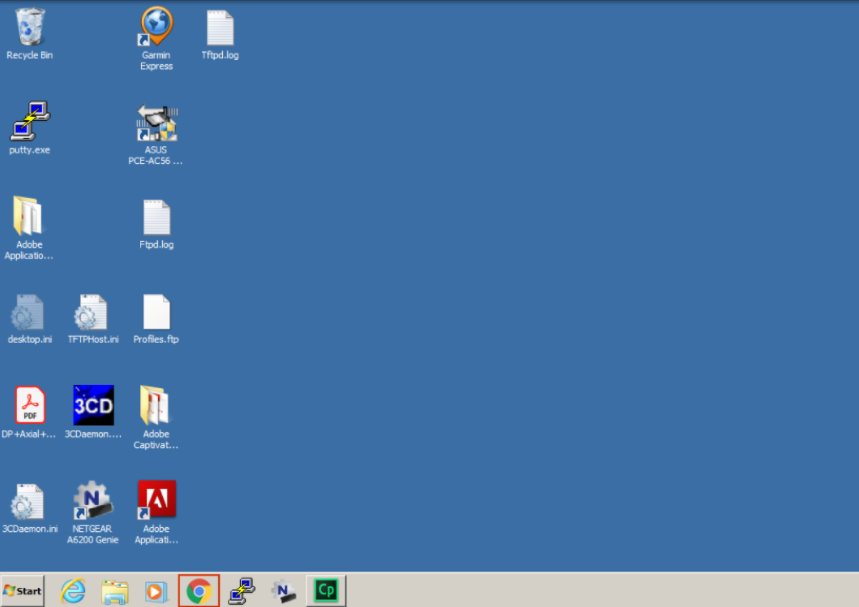 Recycle Bin
Garmin
Express
Tftpd.log
putty.exe
ASUS
PCE-AC56 ...
Adobe
Applicatio...
Ftpd.log
desktop.ini
TFTPHost.ini
Profiles.ftp
PDF
DP+Axial+...
3CD
3CDaemon....
Adobe
Captivat...
3CDaemon.ini
N
NETGEAR
A6200 Genie
Adobe
Applicati...
Start
N
Cp